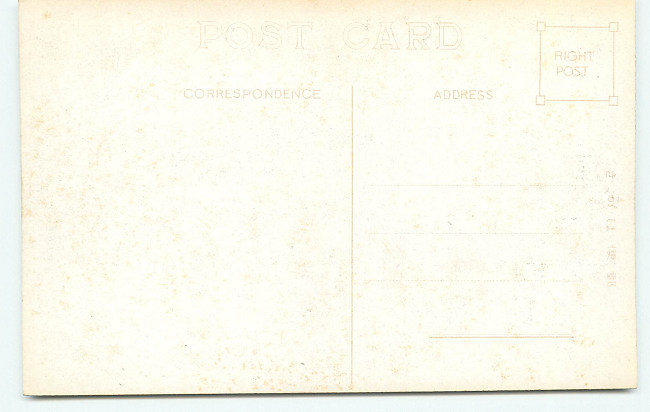 POST CARD
RIGHT
POST
CORRESPONDENCE
ADDRESS